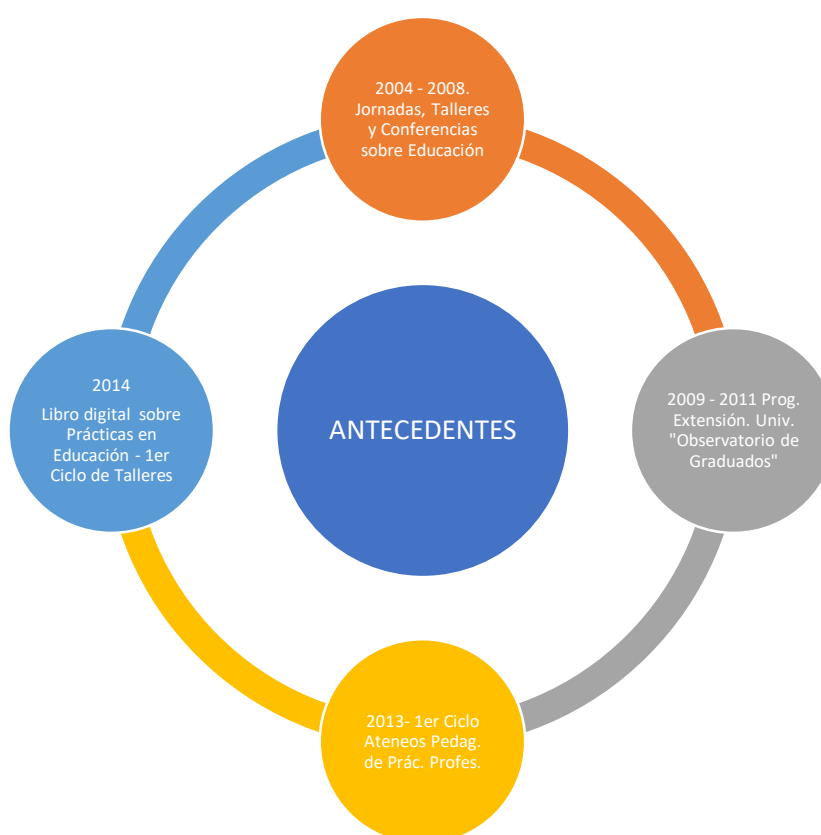 2004 - 2008.
Jornadas, Talleres
y Conferencias
sobre Educación
2009 - 2011 Prog.
Extensión. Univ.
"Observatorio de
Graduados"
2013- 1er Ciclo
Ateneos Pedag.
de Prác. Profes.
2014
Libro digital sobre
Prácticas en
Educación - 1er
Ciclo de Talleres
ANTECEDENTES